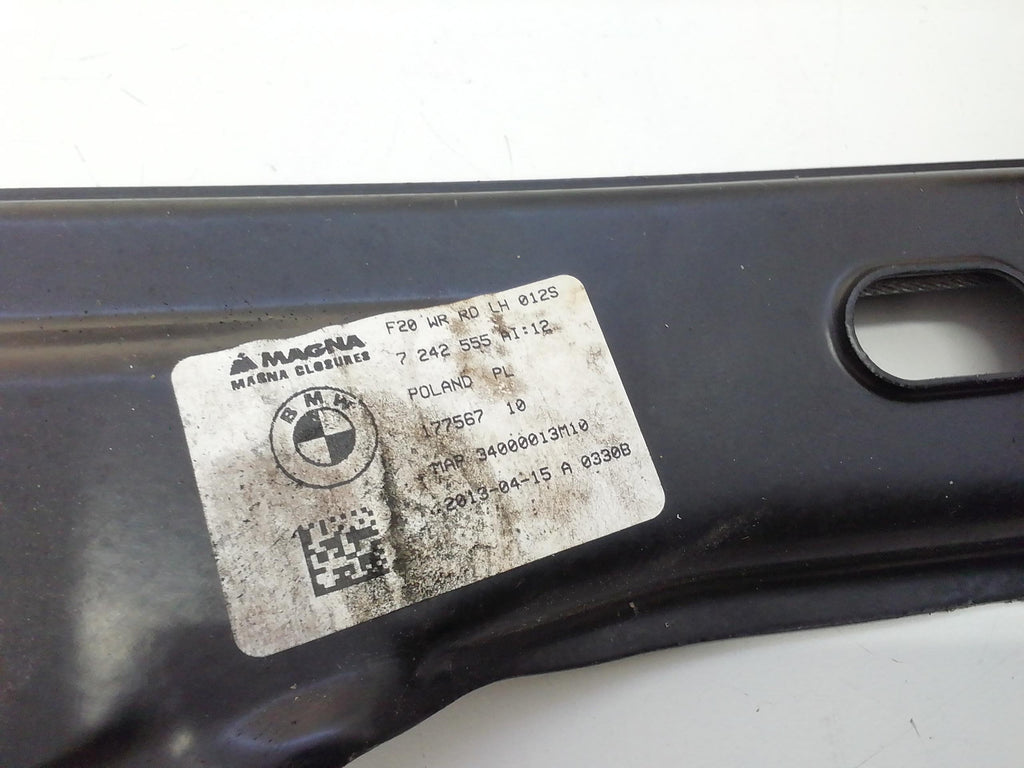 MAGNA
MAGNA CLOSURES
BMW
F20 WR RD LH 012S
7 242 555 AI:12
POLAND PL
177567 10
MAP 34000013M10
2013-04-15 A 0330B